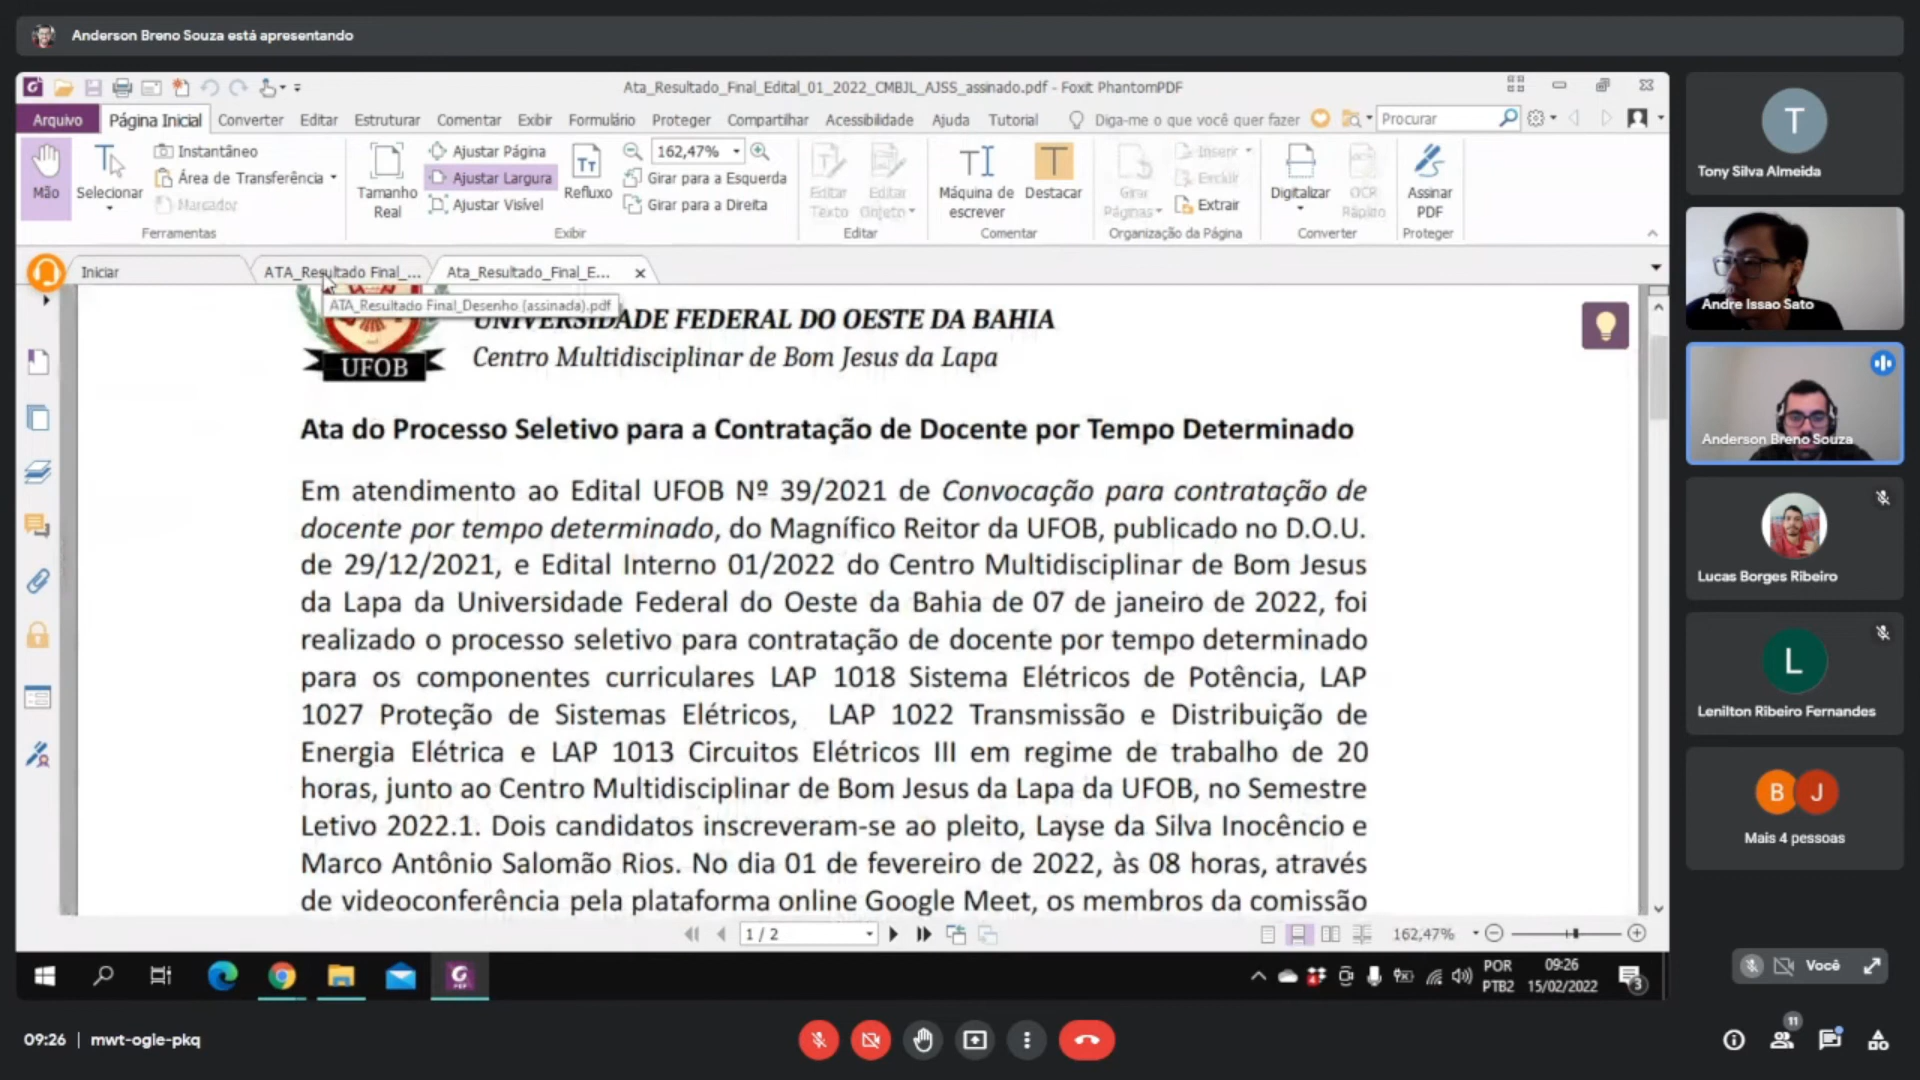 Anderson Breno Souza está apresentando
Ata_Resultado_Final_Edital_01_2022_CMBJL_AJSS_assinado.pdf - Foxit PhantomPDF
Arquivo Página Inicial Converter Editar Estruturar Comentar Exibir Formulário Proteger Compartilhar Acessibilidade Ajuda Tutorial Diga-me o que você quer fazer Procurar
Mão
Selecionar
Instantâneo
Área de Transferência
Marcador
Ferramentas
Tamanho Real
Ajustar Página
Ajustar Largura
Ajustar Visível
Refluxo
162,47%
Girar para a Esquerda
Girar para a Direita
Exibir
Editar Texto
Editar Objeto
Editar
Máquina de escrever
Destacar
Comentar
Girar Páginas
Inserir
Excluir
Extrair
Organização da Página
Digitalizar
OCR Rápido
Converter
Assinar PDF
Proteger
Iniciar ATA_Resultado Final_... Ata_Resultado_Final_E...
ATA_Resultado Final_Desenho (assinada).pdf
UNIVERSIDADE FEDERAL DO OESTE DA BAHIA
UFOB
Centro Multidisciplinar de Bom Jesus da Lapa
Ata do Processo Seletivo para a Contratação de Docente por Tempo Determinado
Em atendimento ao Edital UFOB Nº 39/2021 de Convocação para contratação de
docente por tempo determinado, do Magnífico Reitor da UFOB, publicado no D.O.U.
de 29/12/2021, e Edital Interno 01/2022 do Centro Multidisciplinar de Bom Jesus
da Lapa da Universidade Federal do Oeste da Bahia de 07 de janeiro de 2022, foi
realizado o processo seletivo para contratação de docente por tempo determinado
para os componentes curriculares LAP 1018 Sistema Elétricos de Potência, LAP
1027 Proteção de Sistemas Elétricos, LAP 1022 Transmissão e Distribuição de
Energia Elétrica e LAP 1013 Circuitos Elétricos III em regime de trabalho de 20
horas, junto ao Centro Multidisciplinar de Bom Jesus da Lapa da UFOB, no Semestre
Letivo 2022.1. Dois candidatos inscreveram-se ao pleito, Layse da Silva Inocêncio e
Marco Antônio Salomão Rios. No dia 01 de fevereiro de 2022, às 08 horas, através
de videoconferência pela plataforma online Google Meet, os membros da comissão
1 / 2
162,47%
POR
PTB2
09:26
15/02/2022
3
T
Tony Silva Almeida
Andre Issao Sato
Anderson Breno Souza
Lucas Borges Ribeiro
L
Lenilton Ribeiro Fernandes
B J
Mais 4 pessoas
Você
09:26 | mwt-ogle-pkq
11